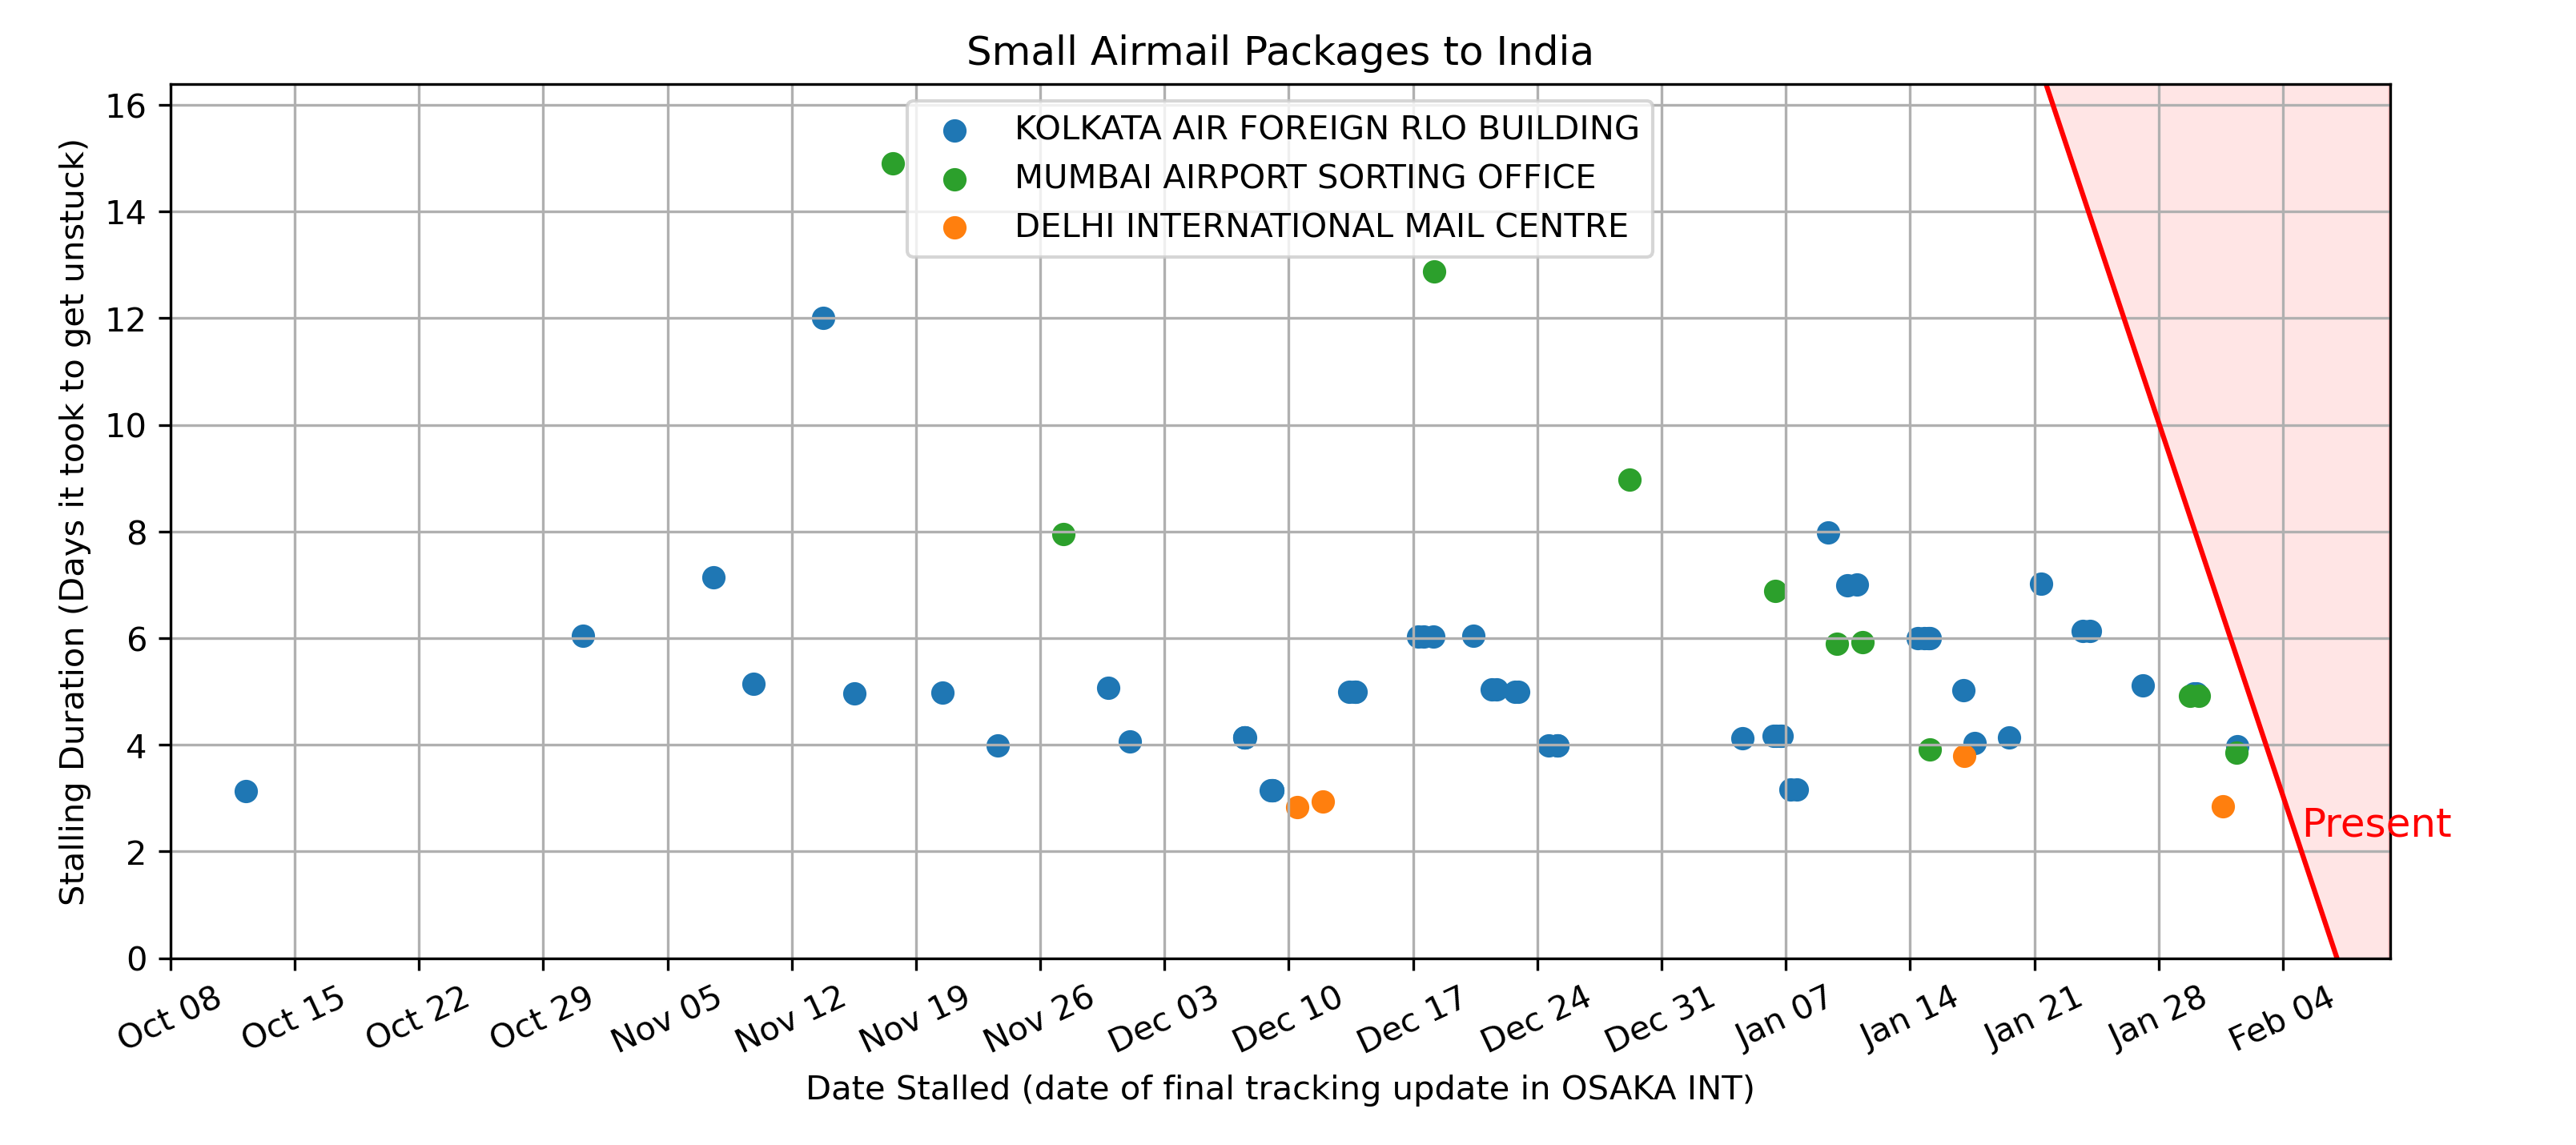 Small Airmail Packages to India
KOLKATA AIR FOREIGN RLO BUILDING
MUMBAI AIRPORT SORTING OFFICE
DELHI INTERNATIONAL MAIL CENTRE
Stalling Duration (Days it took to get unstuck)
16
14
12
10
8
6
4
2
0
Present
Oct 08
Oct 15
Oct 22
Oct 29
Nov 05
Nov 12
Nov 19
Nov 26
Dec 03
Dec 10
Dec 17
Dec 24
Dec 31
Jan 07
Jan 14
Jan 21
Jan 28
Feb 04
Date Stalled (date of final tracking update in OSAKA INT)